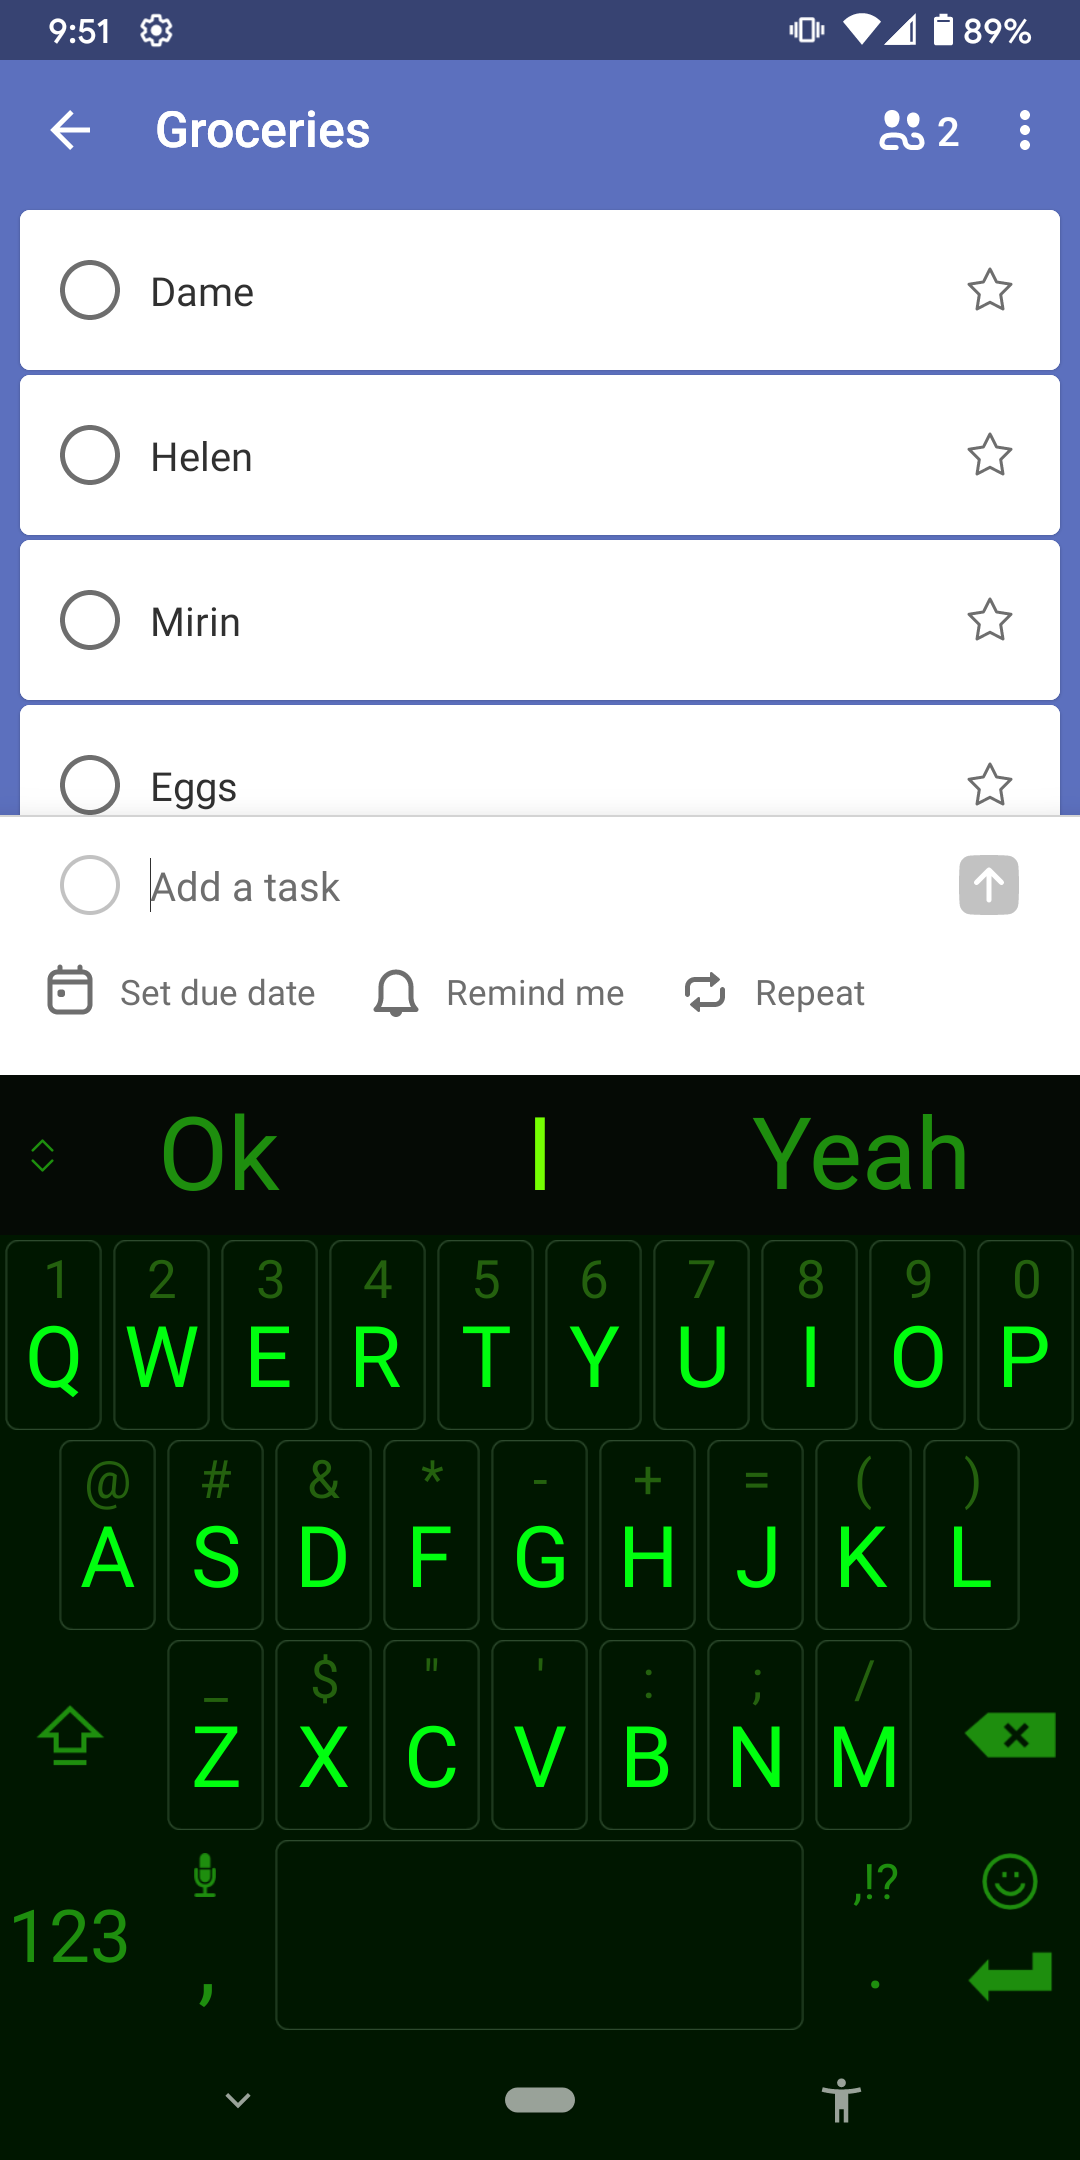 9:51 89%
Groceries 2
Dame
Helen
Mirin
Eggs
Add a task
Set due date Remind me Repeat
Ok I Yeah
1 2 3 4 5 6 7 8 9 0
Q W E R T Y U I O P
@ # & * - + = ( )
A S D F G H J K L
_ $ " ' : ; /
Z X C V B N M
,!?
123 , .